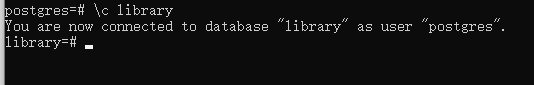 postgres=# \c library
You are now connected to database "library" as user "postgres".
library=#